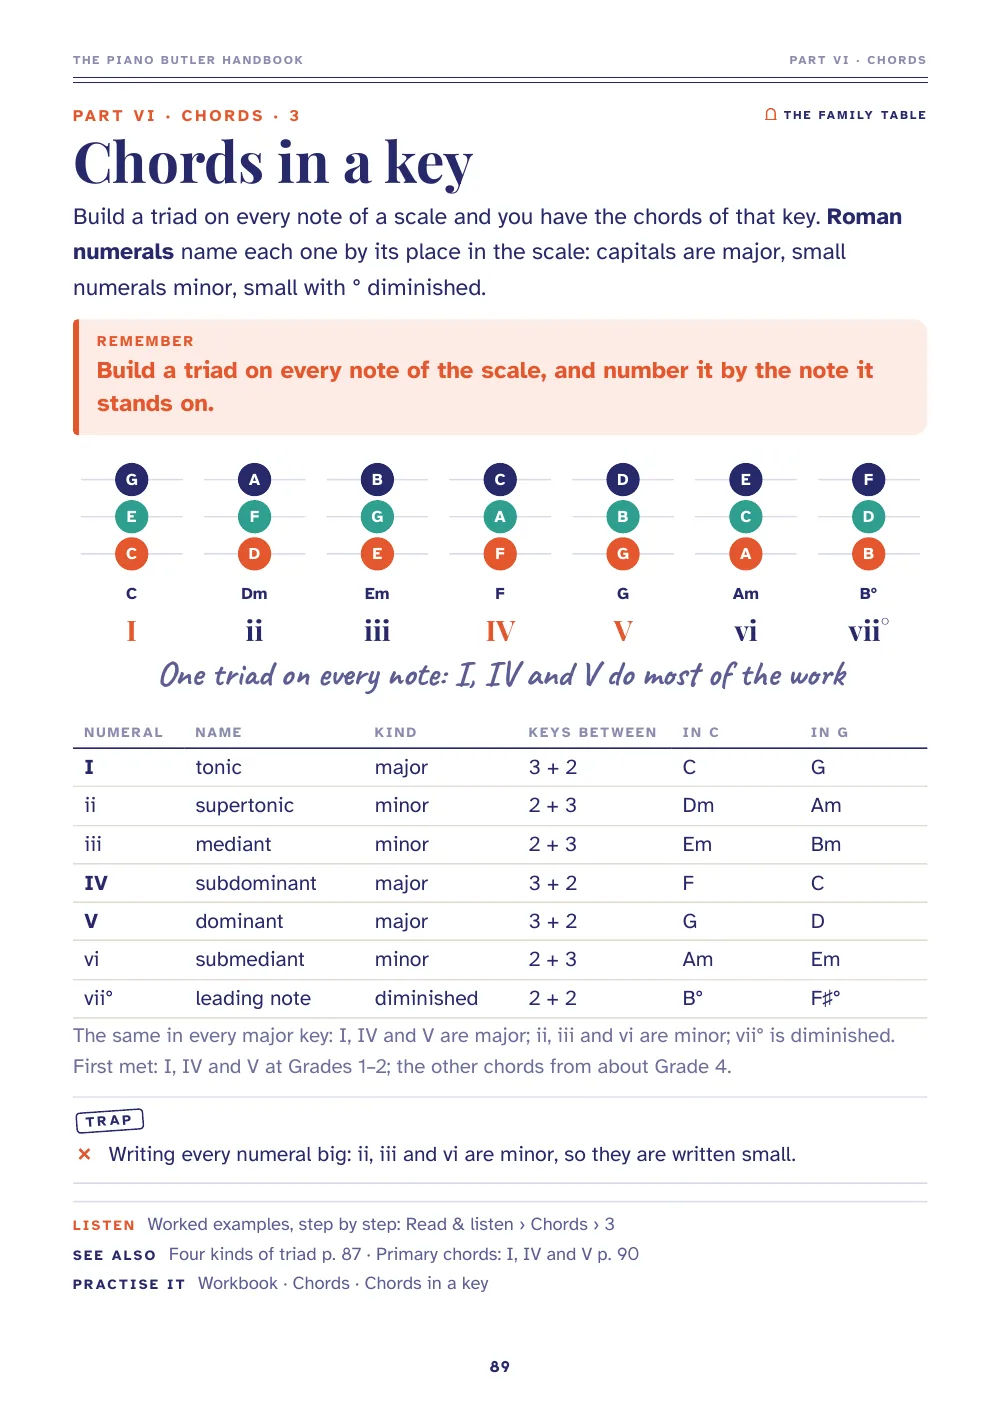 THE PIANO BUTLER HANDBOOK PART VI · CHORDS
PART VI · CHORDS · 3 THE FAMILY TABLE
Chords in a key
Build a triad on every note of a scale and you have the chords of that key. Roman
numerals name each one by its place in the scale: capitals are major, small
numerals minor, small with ° diminished.
REMEMBER
Build a triad on every note of the scale, and number it by the note it
stands on.
G A B C D E F
E F G A B C D
C D E F G A B
C Dm Em F G Am B°
I ii iii IV V vi vii°
One triad on every note: I, IV and V do most of the work
NUMERAL NAME KIND KEYS BETWEEN IN C IN G
I tonic major 3 + 2 C G
ii supertonic minor 2 + 3 Dm Am
iii mediant minor 2 + 3 Em Bm
IV subdominant major 3 + 2 F C
V dominant major 3 + 2 G D
vi submediant minor 2 + 3 Am Em
vii° leading note diminished 2 + 2 B° F♯°
The same in every major key: I, IV and V are major; ii, iii and vi are minor; vii° is diminished.
First met: I, IV and V at Grades 1–2; the other chords from about Grade 4.
TRAP
× Writing every numeral big: ii, iii and vi are minor, so they are written small.
LISTEN Worked examples, step by step: Read & listen › Chords › 3
SEE ALSO Four kinds of triad p. 87 · Primary chords: I, IV and V p. 90
PRACTISE IT Workbook · Chords · Chords in a key
89